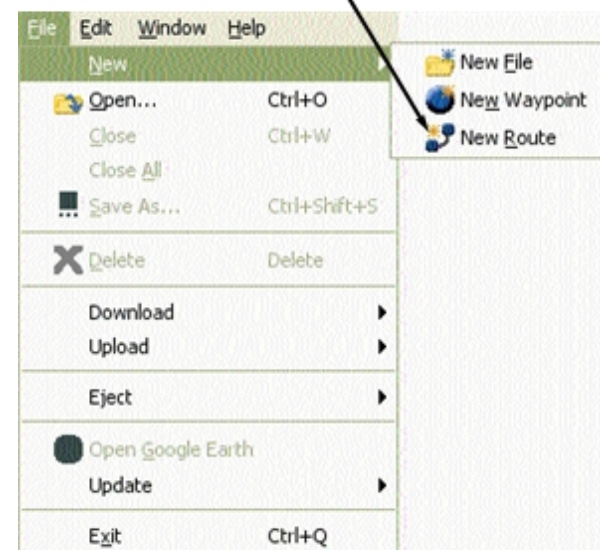 File Edit Window Help
New
New File
New Waypoint
New Route
Open... Ctrl+O
Close Ctrl+W
Close All
Save As... Ctrl+Shift+S
Delete Delete
Download
Upload
Eject
Open Google Earth
Update
Exit Ctrl+Q